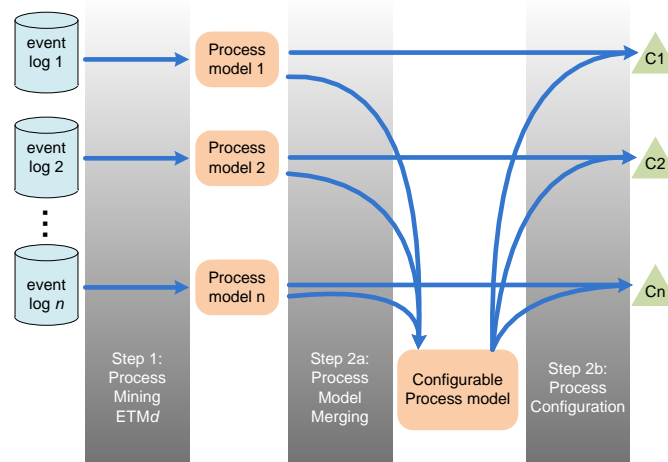 event
log 1
Process
model 1
C1
event
log 2
Process
model 2
C2
event
log n
Process
model n
Cn
Step 1:
Process
Mining
ETMd
Step 2a:
Process
Model
Merging
Configurable
Process model
Step 2b:
Process
Configuration